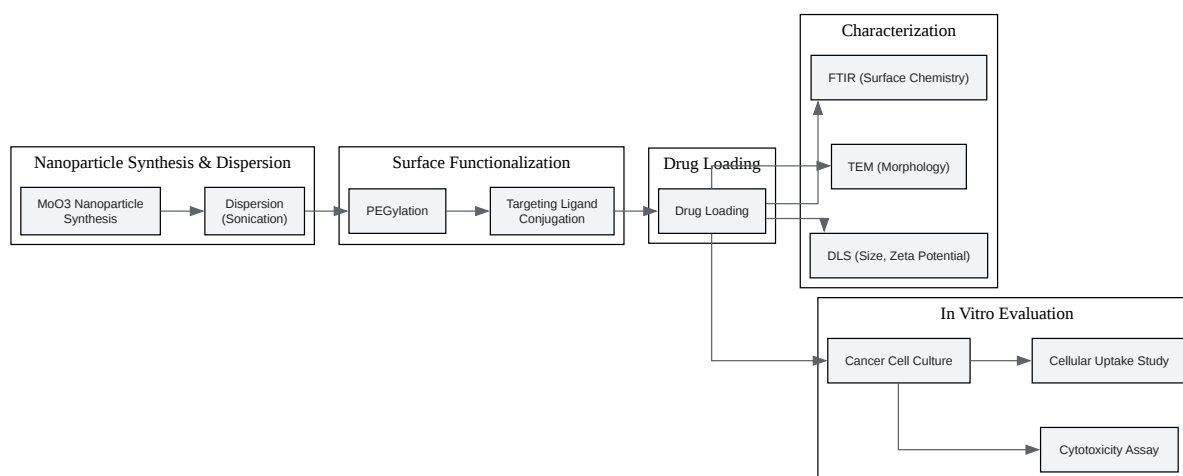 Characterization
FTIR (Surface Chemistry)
Nanoparticle Synthesis & Dispersion
Surface Functionalization
Drug Loading
TEM (Morphology)
MoO3 Nanoparticle
Synthesis
Dispersion
(Sonication)
PEGylation
Targeting Ligand
Conjugation
Drug Loading
DLS (Size, Zeta Potential)
In Vitro Evaluation
Cancer Cell Culture
Cellular Uptake Study
Cytotoxicity Assay